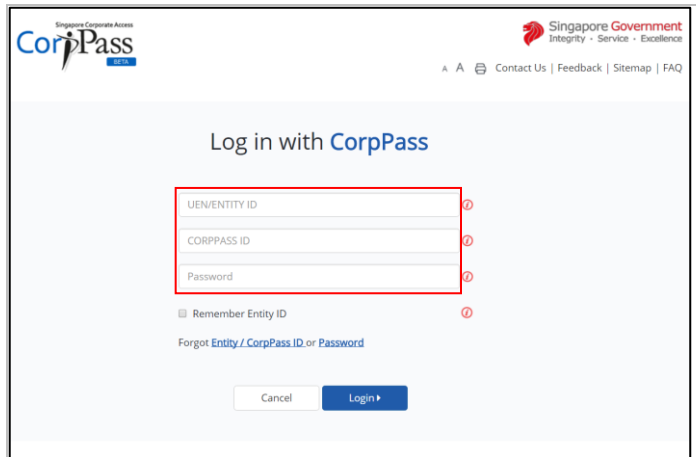 Singapore Corporate Access
CorpPass
BETA
Singapore Government
Integrity · Service · Excellence
A A Contact Us | Feedback | Sitemap | FAQ
Log in with CorpPass
UEN/ENTITY ID
CORPPASS ID
Password
Remember Entity ID
Forgot Entity / CorpPass ID or Password
Cancel Login